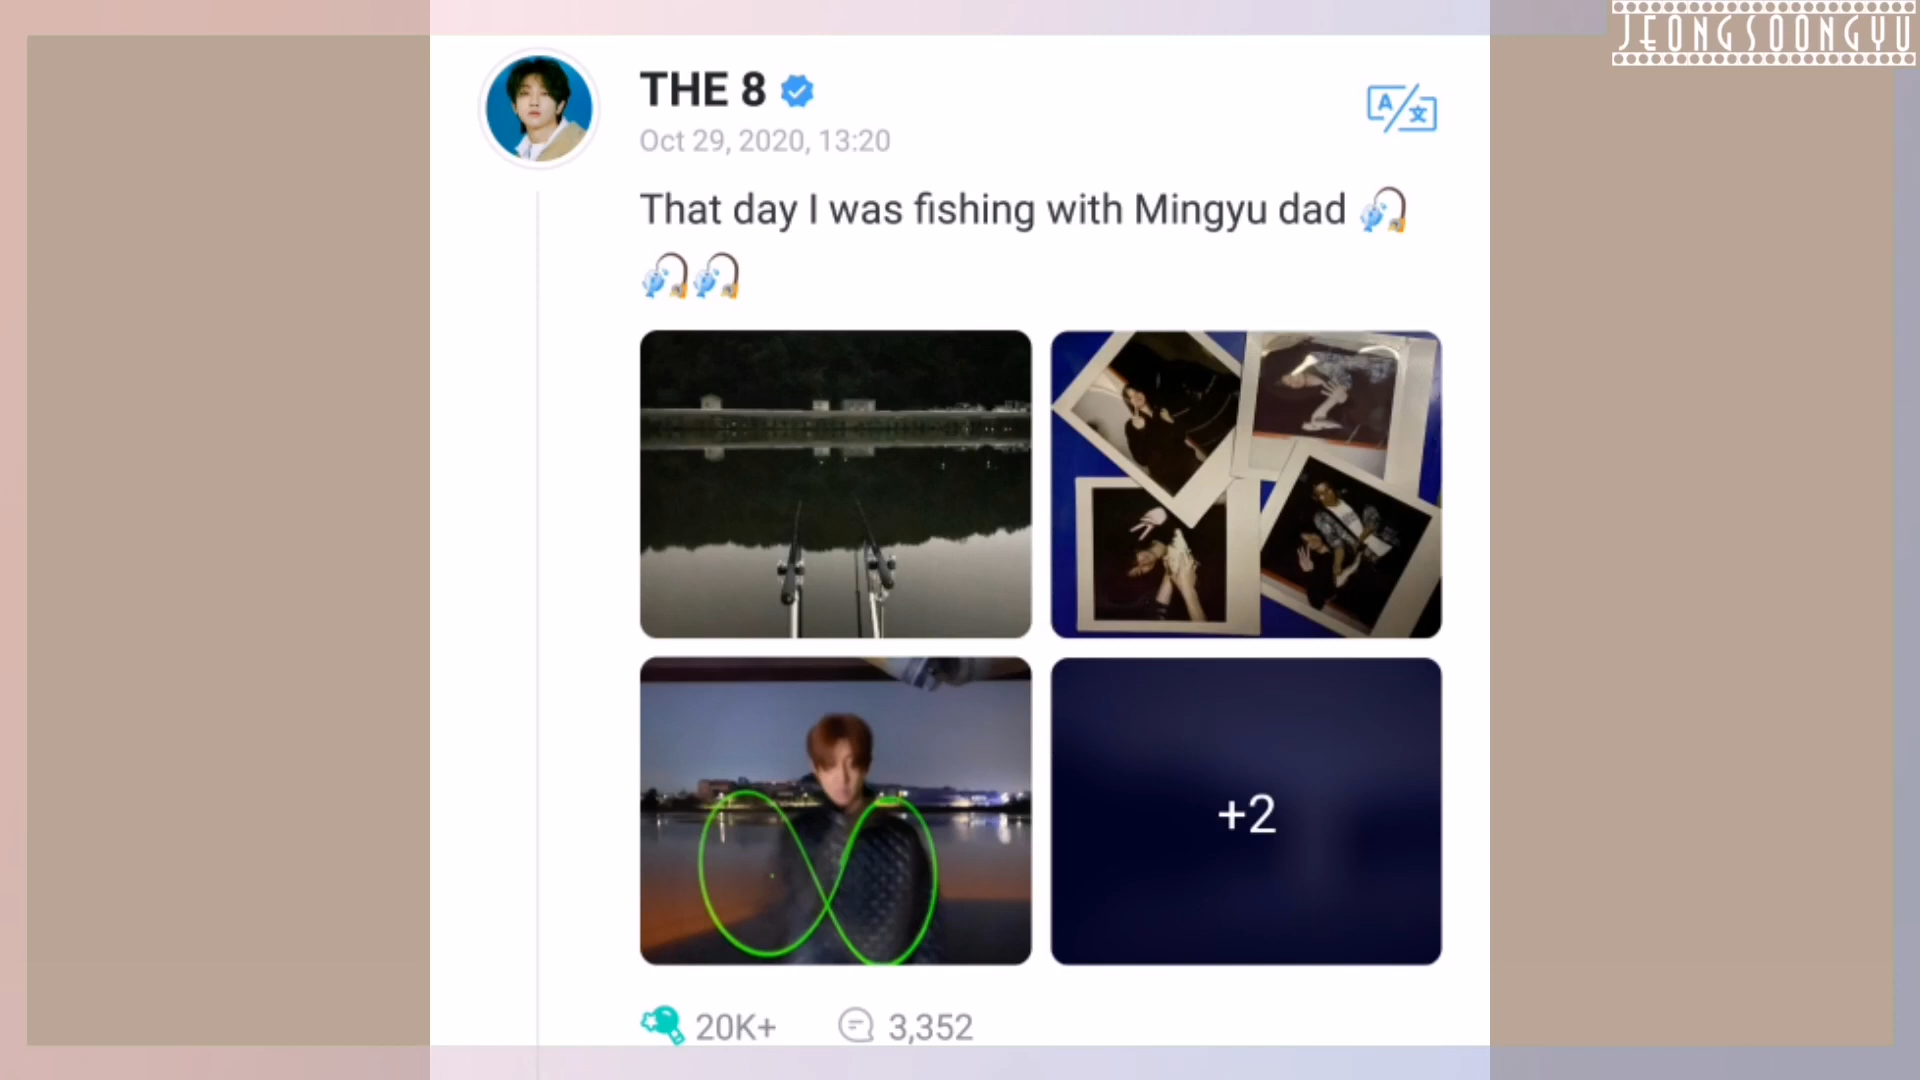 JEONGSOONGYU
THE 8
Oct 29, 2020, 13:20
A/文
That day I was fishing with Mingyu dad 🎣
🎣🎣
+2
20K+ 3,352